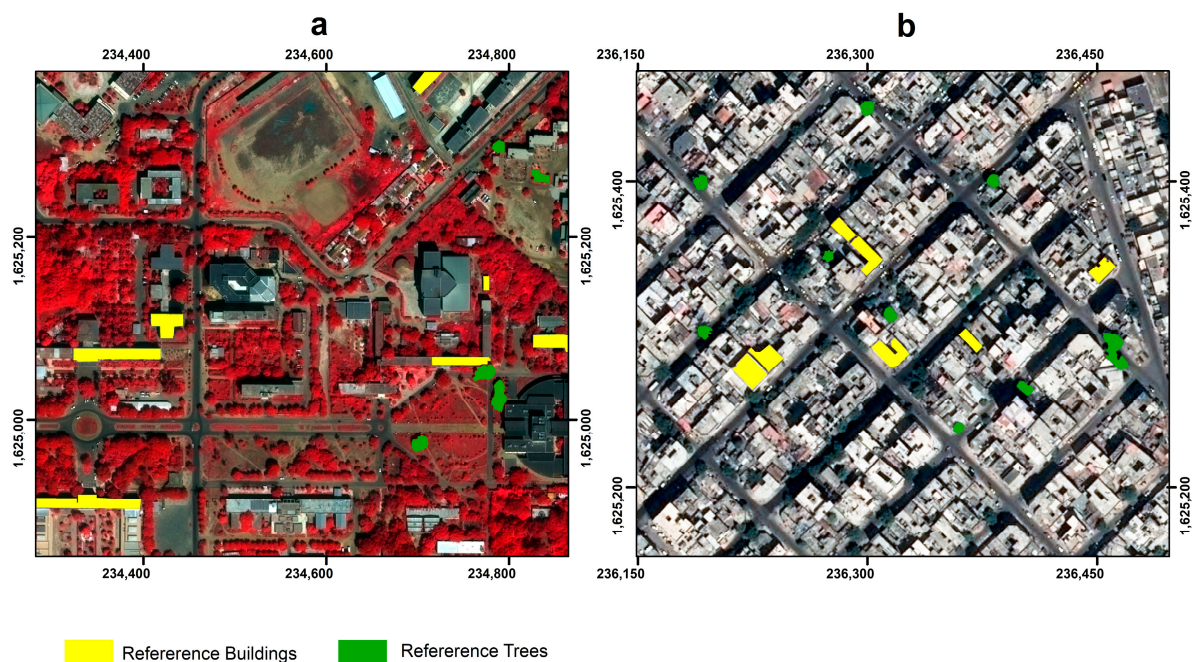 a
b
234,400 234,600 234,800
236,150 236,300 236,450
1,625,200 1,625,200
1,625,400 1,625,400
1,625,000 1,625,000
1,625,200 1,625,200
234,400 234,600 234,800
236,150 236,300 236,450
Refererence Buildings
Refererence Trees